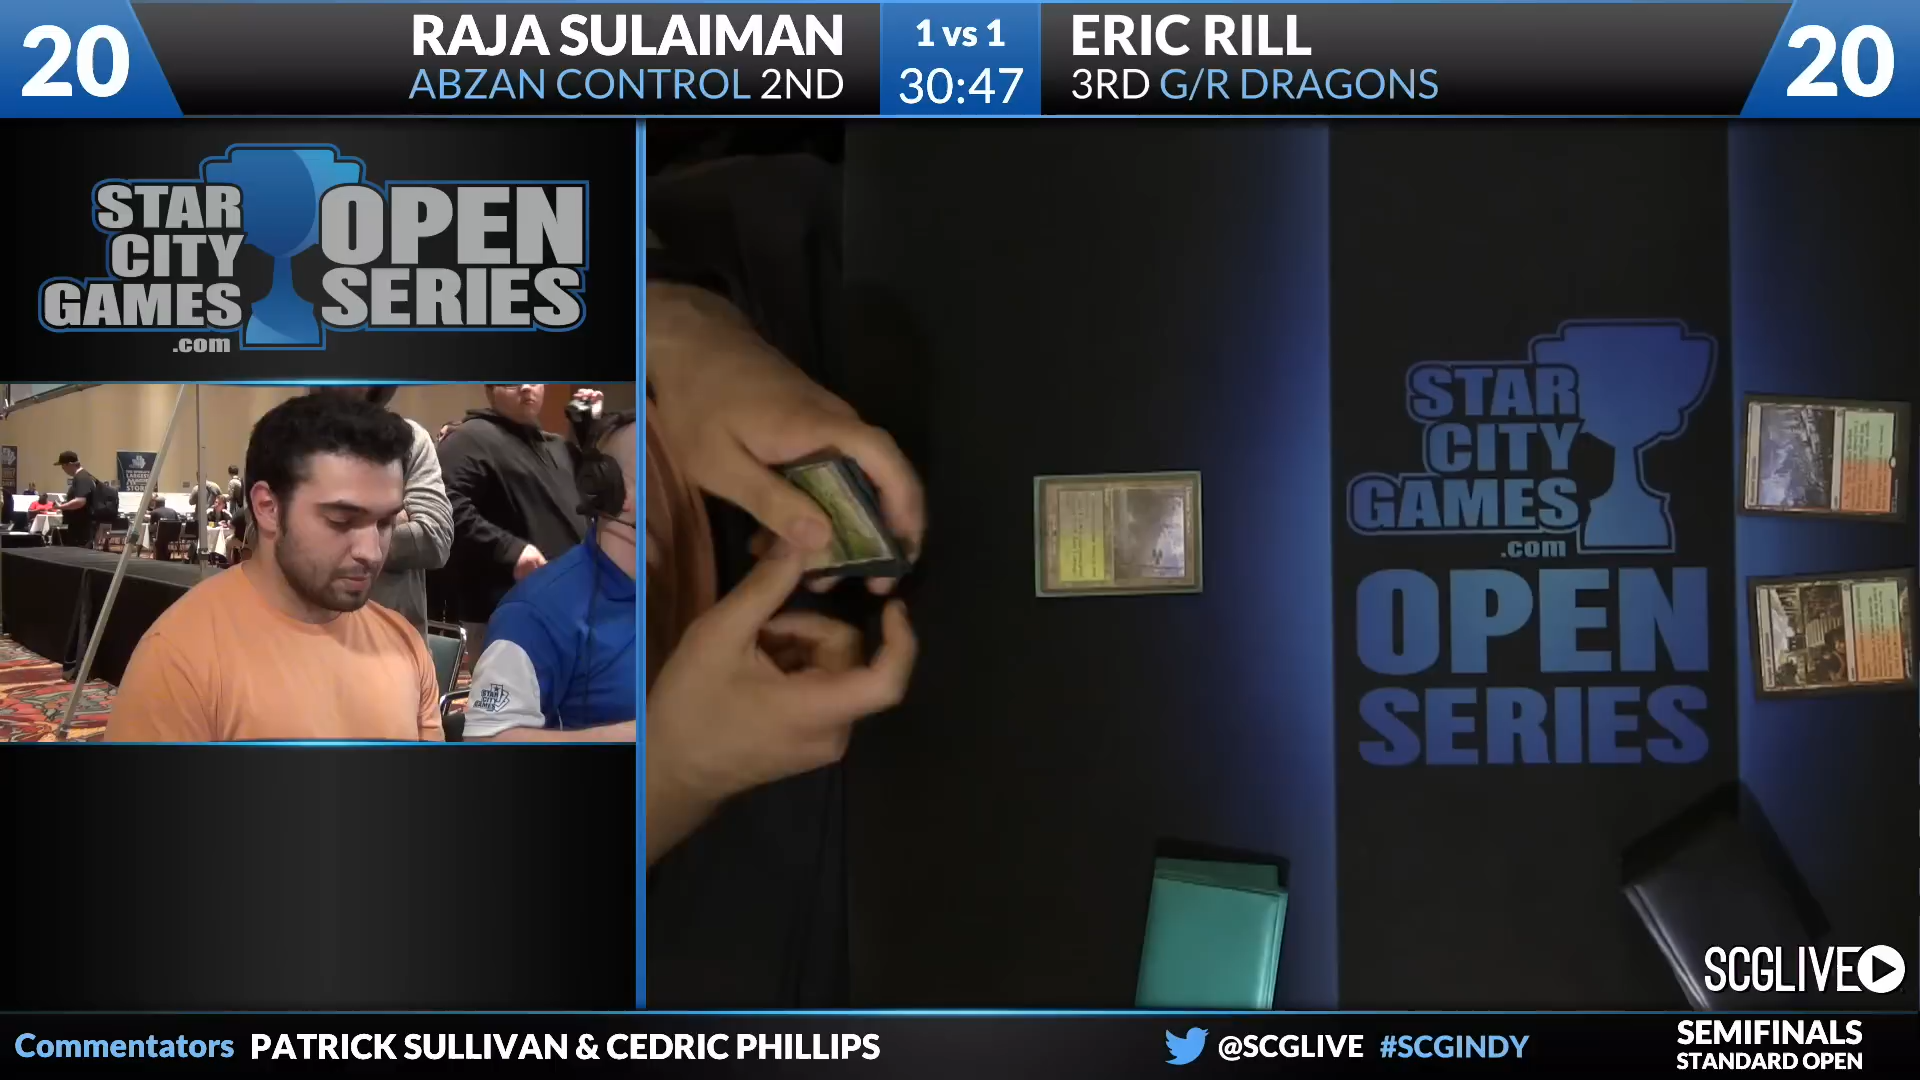 20
RAJA SULAIMAN
ABZAN CONTROL 2ND
1 vs 1
30:47
ERIC RILL
3RD G/R DRAGONS
20
STAR
CITY
GAMES
.com
OPEN
SERIES
STAR
CITY
GAMES
.com
OPEN
SERIES
SCGLIVE
Commentators PATRICK SULLIVAN & CEDRIC PHILLIPS
@SCGLIVE #SCGINDY
SEMIFINALS
STANDARD OPEN